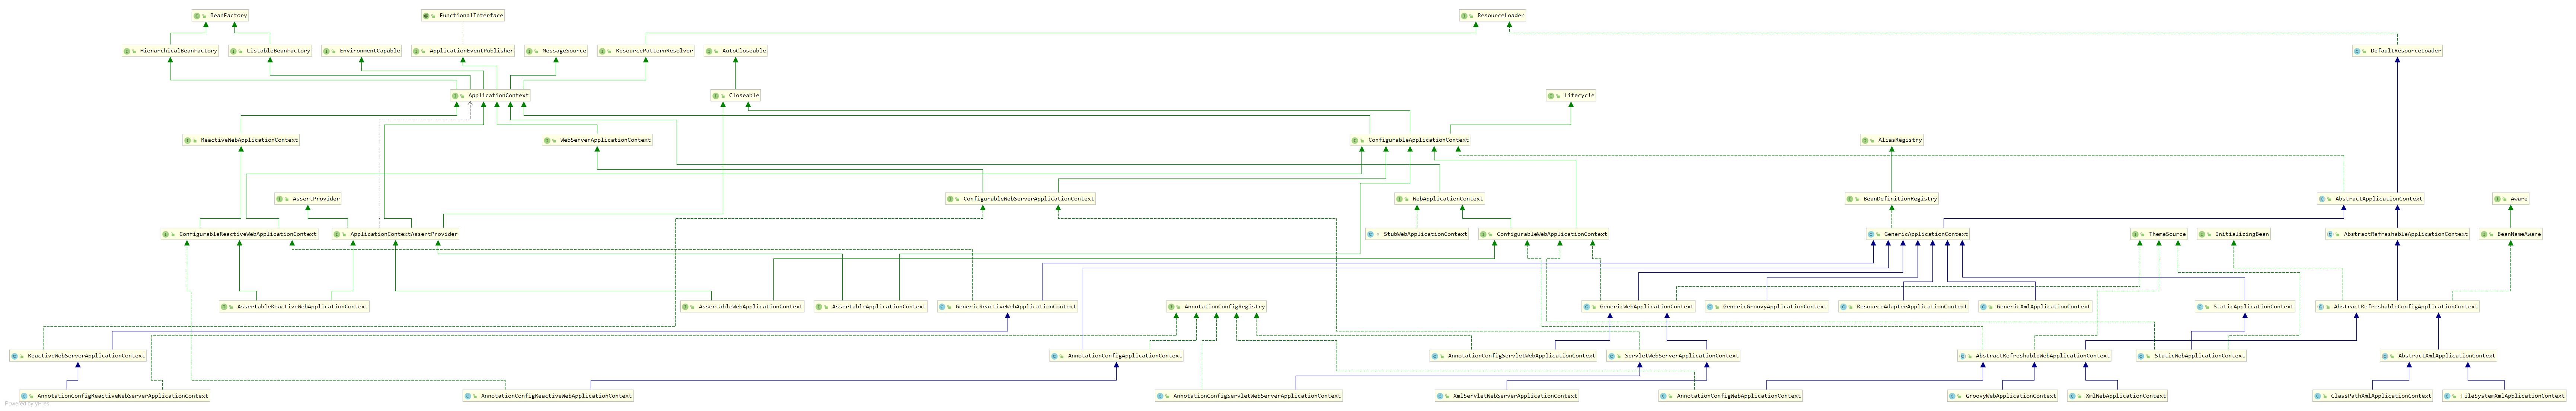 BeanFactory
FunctionalInterface
ResourceLoader
HierarchicalBeanFactory
ListableBeanFactory
EnvironmentCapable
ApplicationEventPublisher
MessageSource
ResourcePatternResolver
AutoCloseable
DefaultResourceLoader
ApplicationContext
Closeable
Lifecycle
ReactiveWebApplicationContext
WebServerApplicationContext
ConfigurableApplicationContext
AliasRegistry
AssertProvider
ConfigurableWebServerApplicationContext
WebApplicationContext
BeanDefinitionRegistry
AbstractApplicationContext
Aware
ConfigurableReactiveWebApplicationContext
ApplicationContextAssertProvider
StubWebApplicationContext
ConfigurableWebApplicationContext
GenericApplicationContext
ThemeSource
InitializingBean
AbstractRefreshableApplicationContext
BeanNameAware
AssertableReactiveWebApplicationContext
AssertableWebApplicationContext
AssertableApplicationContext
GenericReactiveWebApplicationContext
AnnotationConfigRegistry
GenericWebApplicationContext
GenericGroovyApplicationContext
ResourceAdapterApplicationContext
GenericXmlApplicationContext
StaticApplicationContext
AbstractRefreshableConfigApplicationContext
ReactiveWebServerApplicationContext
AnnotationConfigApplicationContext
AnnotationConfigServletWebApplicationContext
ServletWebServerApplicationContext
AbstractRefreshableWebApplicationContext
StaticWebApplicationContext
AbstractXmlApplicationContext
AnnotationConfigReactiveWebServerApplicationContext
AnnotationConfigReactiveWebApplicationContext
AnnotationConfigServletWebServerApplicationContext
XmlServletWebServerApplicationContext
AnnotationConfigWebApplicationContext
GroovyWebApplicationContext
XmlWebApplicationContext
ClassPathXmlApplicationContext
FileSystemXmlApplicationContext
Powered by yFiles